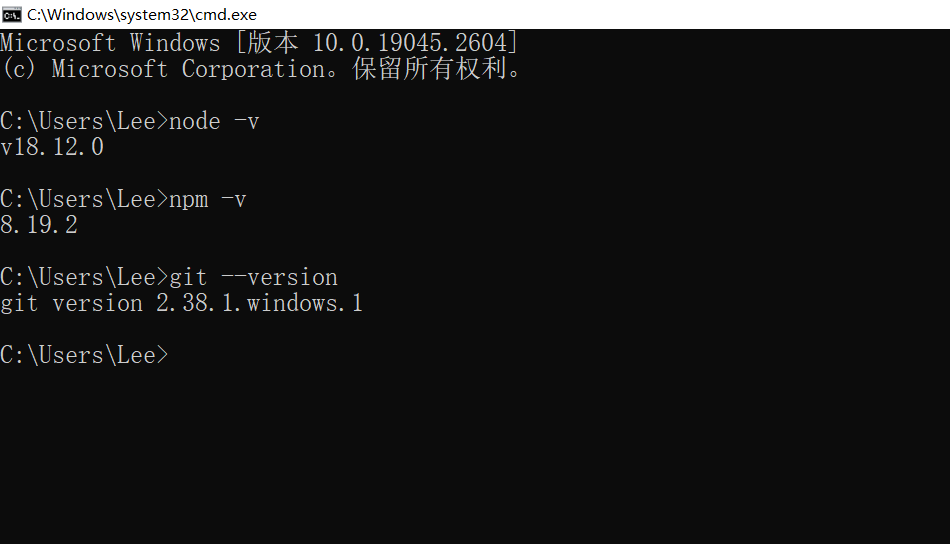 C:\Windows\system32\cmd.exe
Microsoft Windows [版本 10.0.19045.2604]
(c) Microsoft Corporation。保留所有权利。
C:\Users\Lee>node -v
v18.12.0
C:\Users\Lee>npm -v
8.19.2
C:\Users\Lee>git --version
git version 2.38.1.windows.1
C:\Users\Lee>